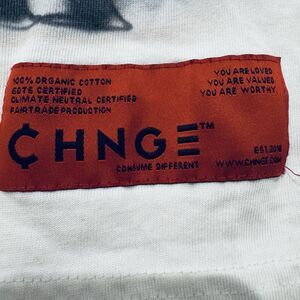 100% ORGANIC COTTON
GOTS CERTIFIED
CLIMATE NEUTRAL CERTIFIED
FAIRTRADE PRODUCTION
YOU ARE LOVED
YOU ARE VALUED
YOU ARE WORTHY
CHNGE™
CONSUME DIFFERENT
EST. 2018
WWW.CHNGE.COM